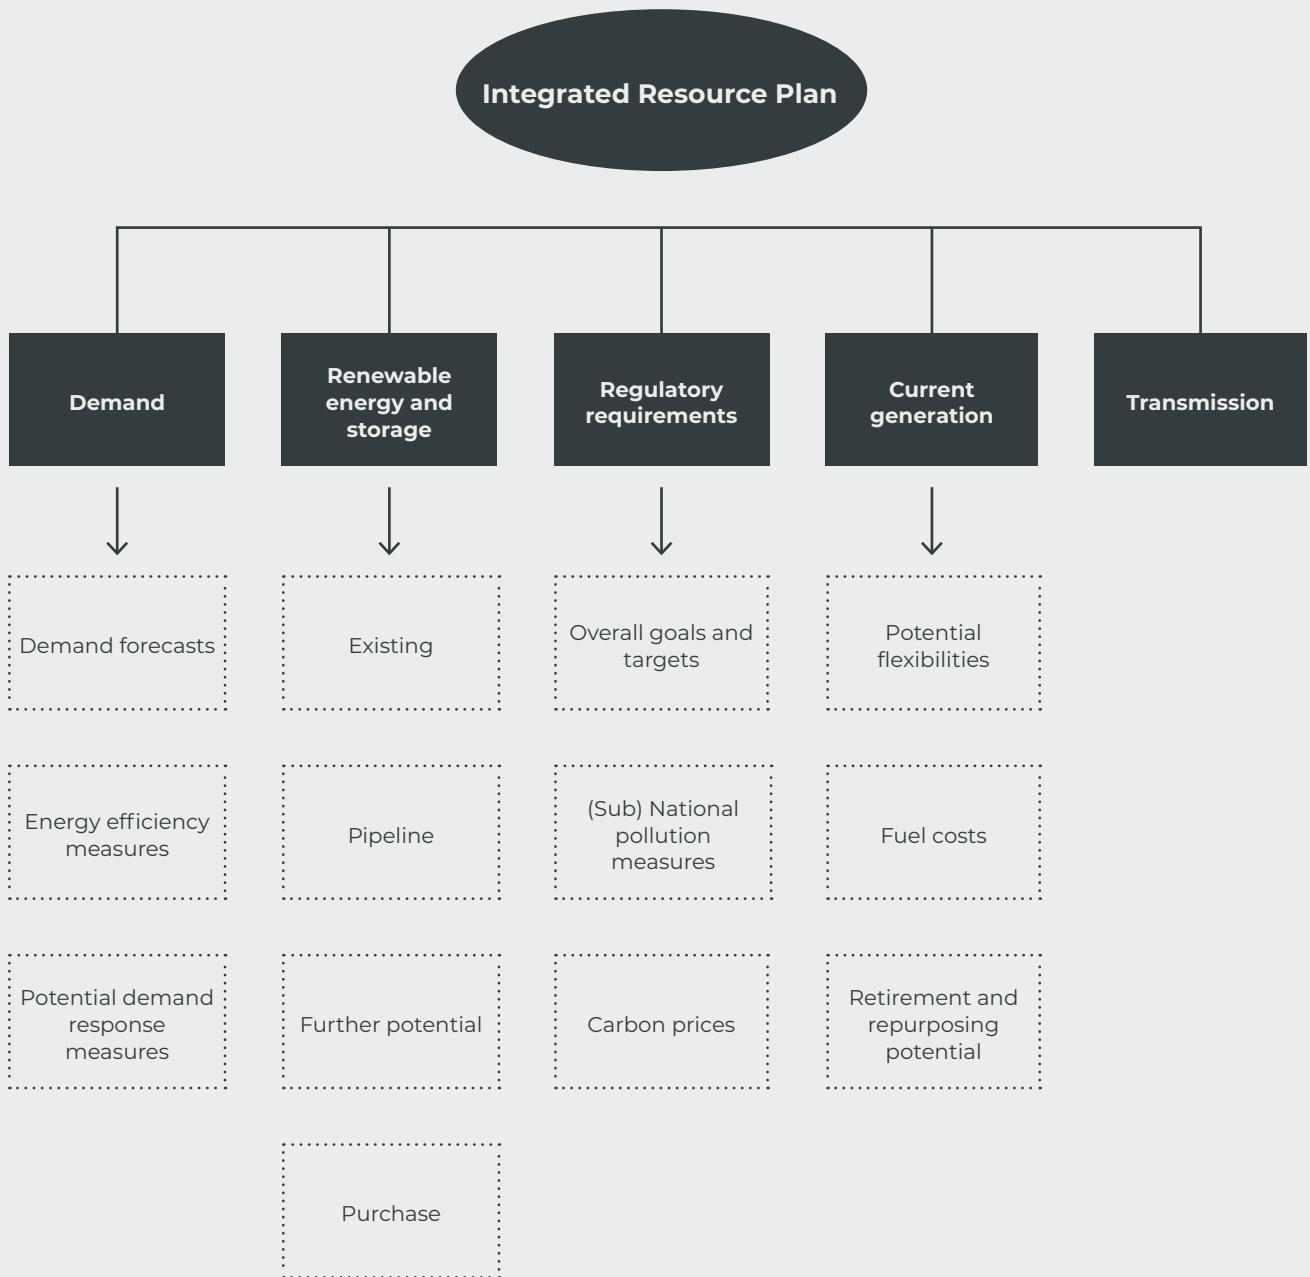 Integrated Resource Plan
Demand
Renewable
energy and
storage
Regulatory
requirements
Current
generation
Transmission
Demand forecasts
Existing
Overall goals and
targets
Potential
flexibilities
Energy efficiency
measures
Pipeline
(Sub) National
pollution
measures
Fuel costs
Potential demand
response
measures
Further potential
Carbon prices
Retirement and
repurposing
potential
Purchase